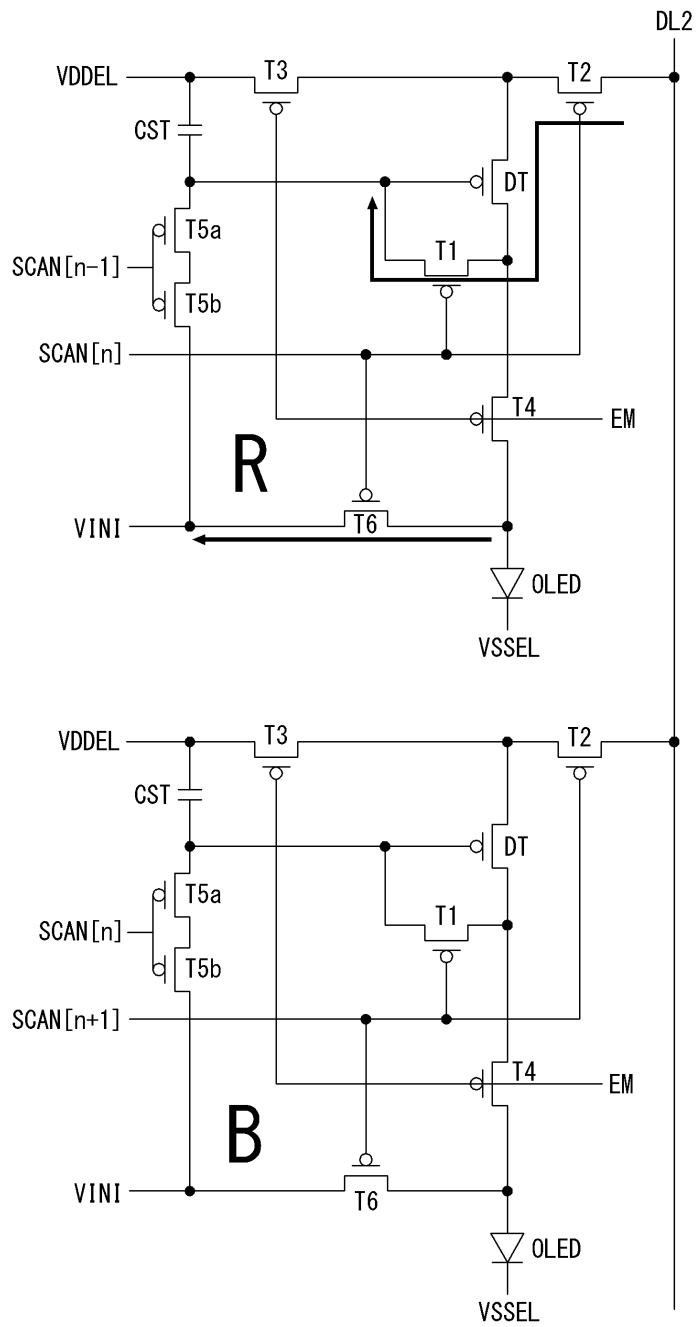 DL2
VDDEL T3 T2
CST
DT
T5a
SCAN[n-1] T1
T5b
SCAN[n]
T4
EM
R
VINI T6
OLED
VSSEL
VDDEL T3 T2
CST
DT
T5a
SCAN[n] T1
T5b
SCAN[n+1]
T4
EM
B
VINI T6
OLED
VSSEL